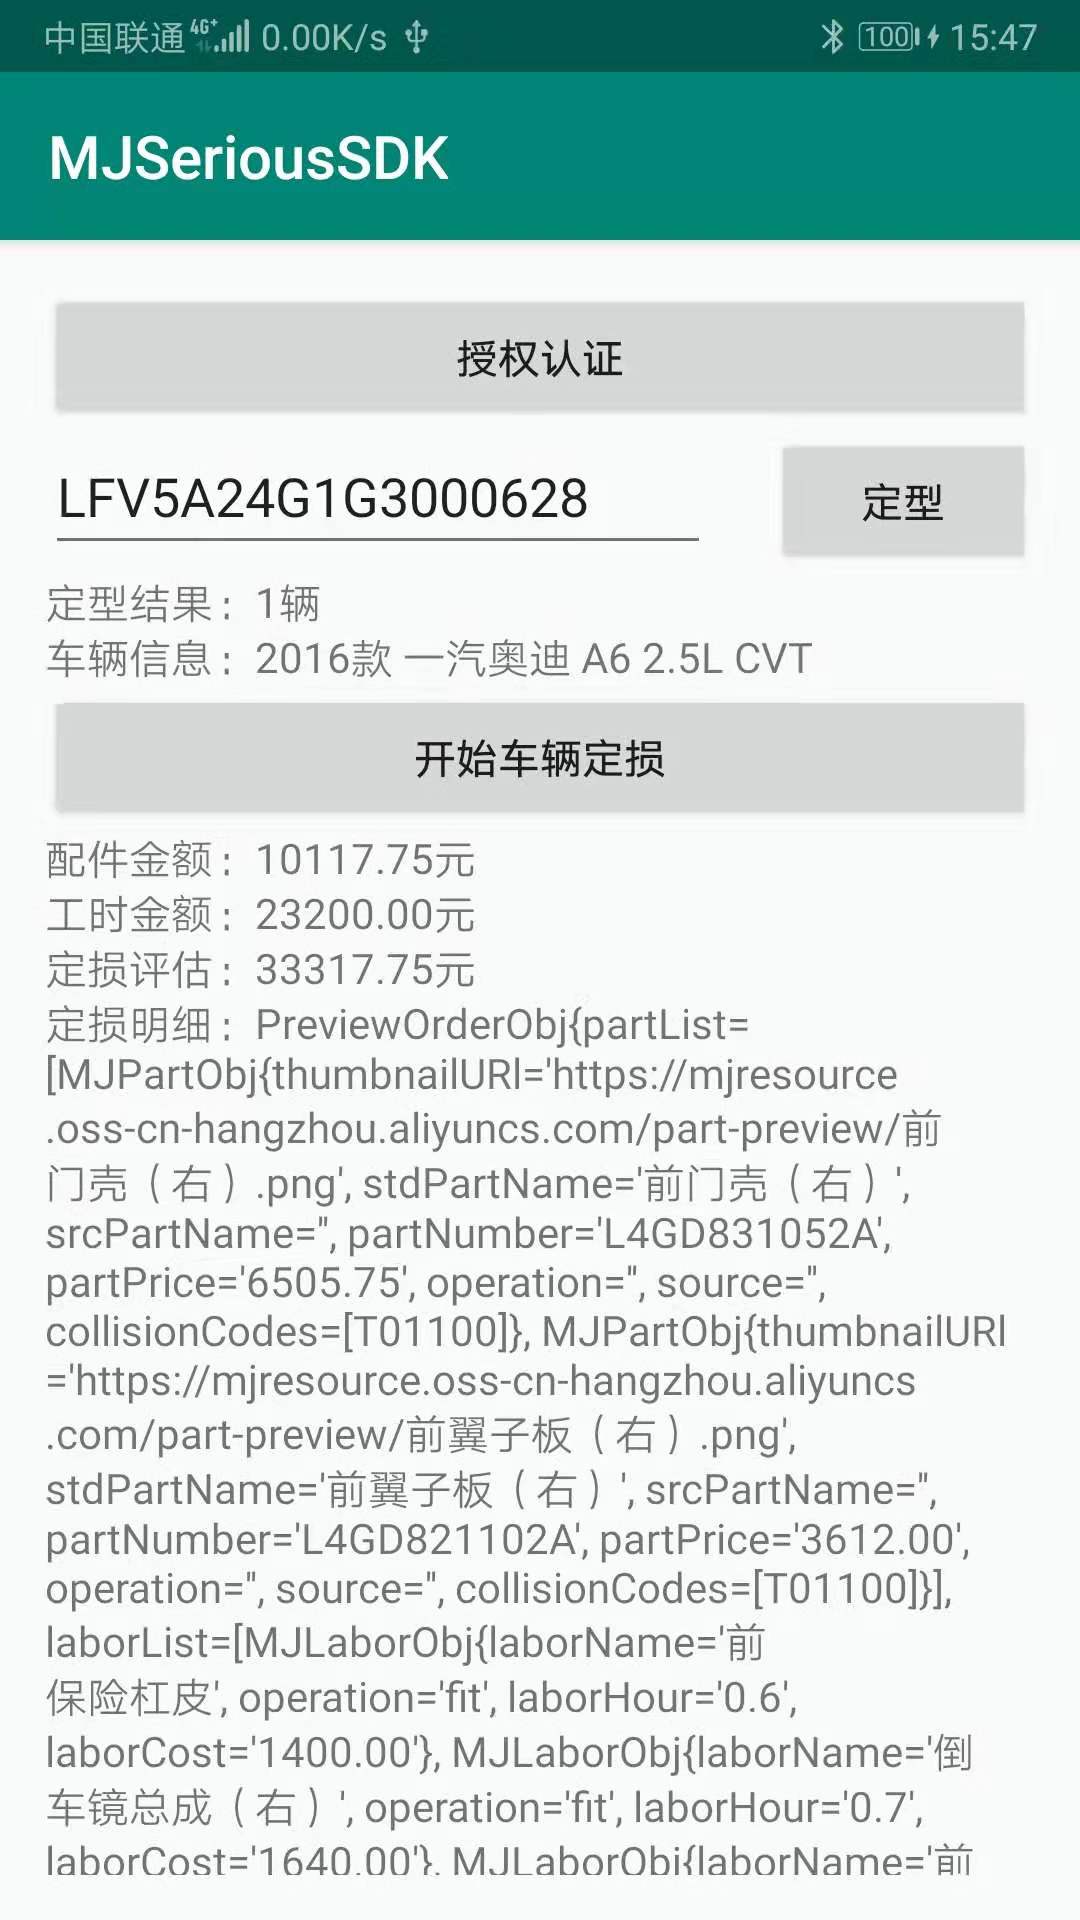 中国联通 4G+ 0.00K/s 100 15:47
MJSeriousSDK
授权认证
LFV5A24G1G3000628
定型
定型结果：1辆
车辆信息：2016款 一汽奥迪 A6 2.5L CVT
开始车辆定损
配件金额：10117.75元
工时金额：23200.00元
定损评估：33317.75元
定损明细：PreviewOrderObj{partList=
[MJPartObj{thumbnailURl='https://mjresource
.oss-cn-hangzhou.aliyuncs.com/part-preview/前
门壳（右）.png', stdPartName='前门壳（右）',
srcPartName='', partNumber='L4GD831052A',
partPrice='6505.75', operation='', source='',
collisionCodes=[T01100]}, MJPartObj{thumbnailURl
='https://mjresource.oss-cn-hangzhou.aliyuncs
.com/part-preview/前翼子板（右）.png',
stdPartName='前翼子板（右）', srcPartName='',
partNumber='L4GD821102A', partPrice='3612.00',
operation='', source='', collisionCodes=[T01100]}],
laborList=[MJLaborObj{laborName='前
保险杠皮', operation='fit', laborHour='0.6',
laborCost='1400.00'}, MJLaborObj{laborName='倒
车镜总成（右）', operation='fit', laborHour='0.7',
laborCost='1640.00'}, MJLaborObj{laborName='前